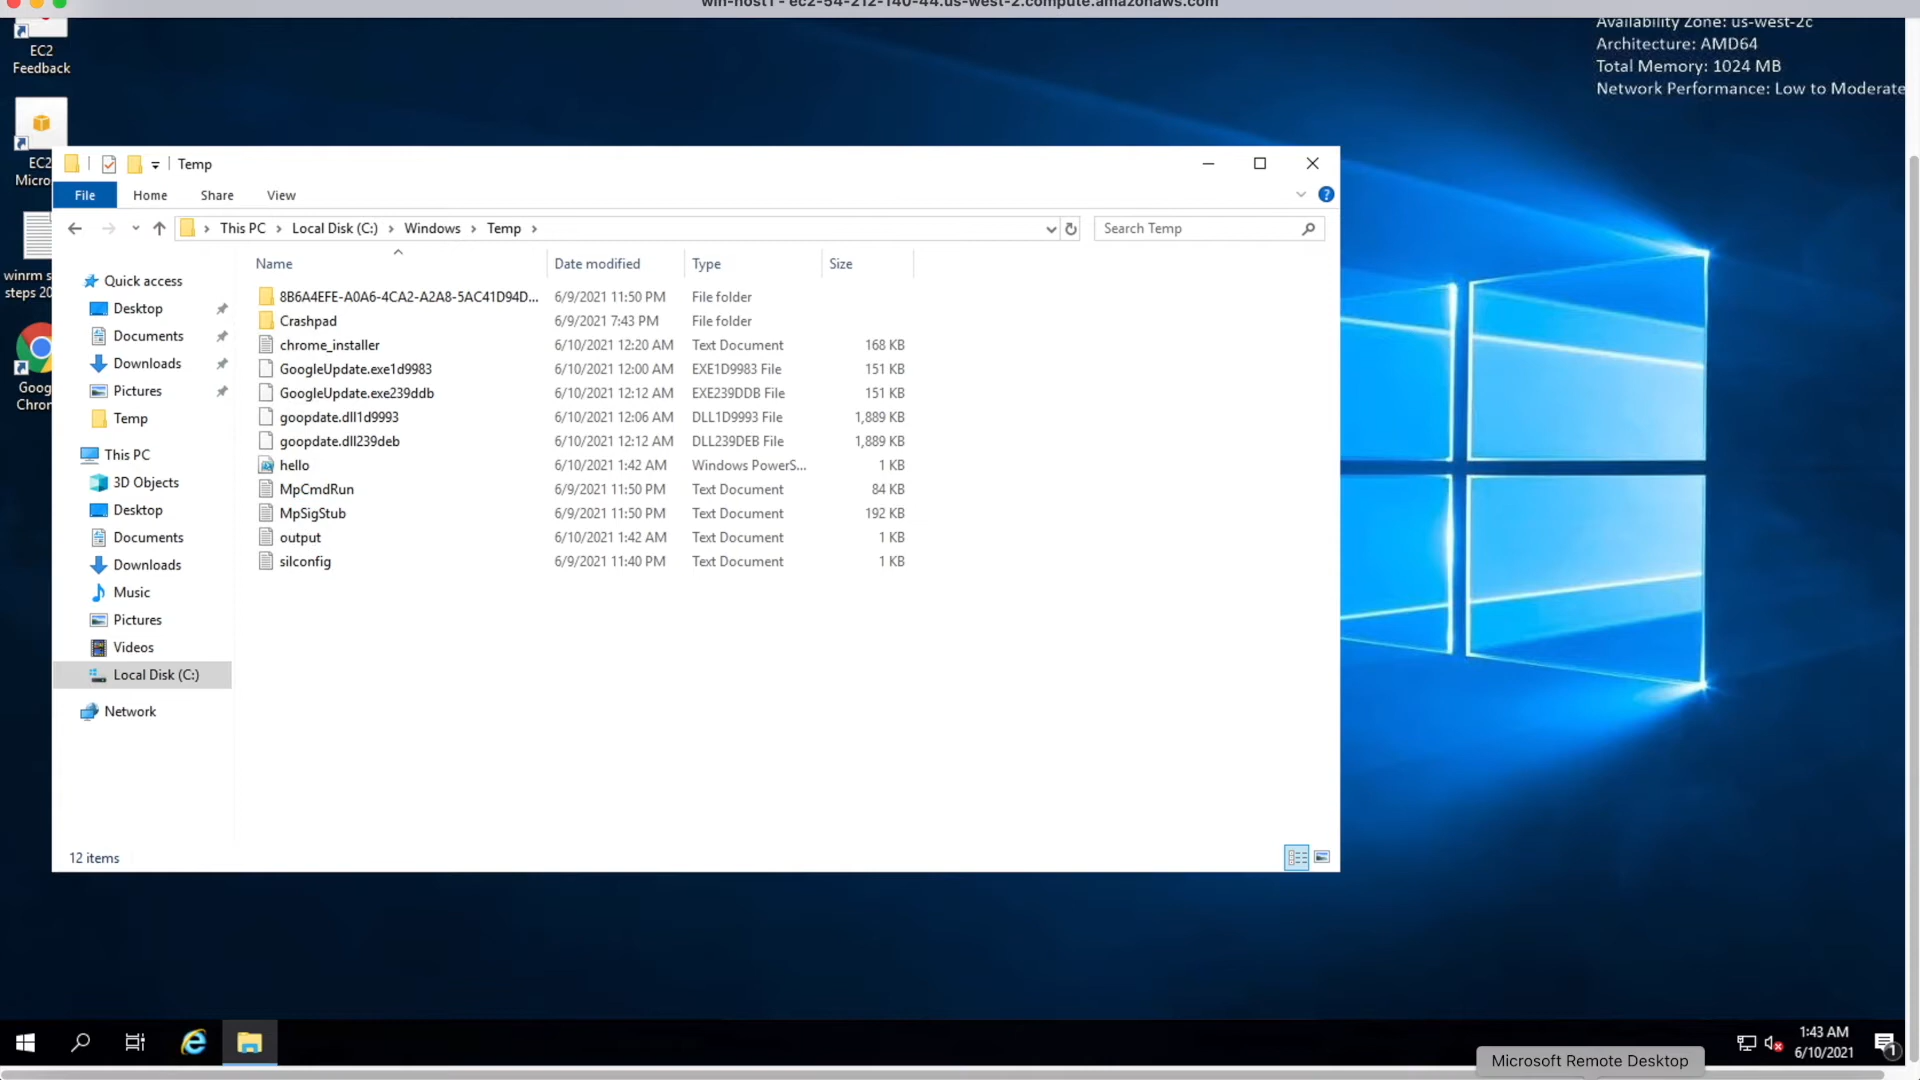 win-host1 - ec2-54-212-140-44.us-west-2.compute.amazonaws.com
EC2
Feedback
EC2
Micro
winrm s
steps 20
Goog
Chron
Availability Zone: us-west-2c
Architecture: AMD64
Total Memory: 1024 MB
Network Performance: Low to Moderate
Temp
File Home Share View
This PC > Local Disk (C:) > Windows > Temp >
Search Temp
Name Date modified Type Size
Quick access
Desktop
Documents
Downloads
Pictures
Temp
This PC
3D Objects
Desktop
Documents
Downloads
Music
Pictures
Videos
Local Disk (C:)
Network
8B6A4EFE-A0A6-4CA2-A2A8-5AC41D94D... 6/9/2021 11:50 PM File folder
Crashpad 6/9/2021 7:43 PM File folder
chrome_installer 6/10/2021 12:20 AM Text Document 168 KB
GoogleUpdate.exe1d9983 6/10/2021 12:00 AM EXE1D9983 File 151 KB
GoogleUpdate.exe239ddb 6/10/2021 12:12 AM EXE239DDB File 151 KB
goopdate.dll1d9993 6/10/2021 12:06 AM DLL1D9993 File 1,889 KB
goopdate.dll239deb 6/10/2021 12:12 AM DLL239DEB File 1,889 KB
hello 6/10/2021 1:42 AM Windows PowerS... 1 KB
MpCmdRun 6/9/2021 11:50 PM Text Document 84 KB
MpSigStub 6/9/2021 11:50 PM Text Document 192 KB
output 6/10/2021 1:42 AM Text Document 1 KB
silconfig 6/9/2021 11:40 PM Text Document 1 KB
12 items
1:43 AM
6/10/2021
1
Microsoft Remote Desktop